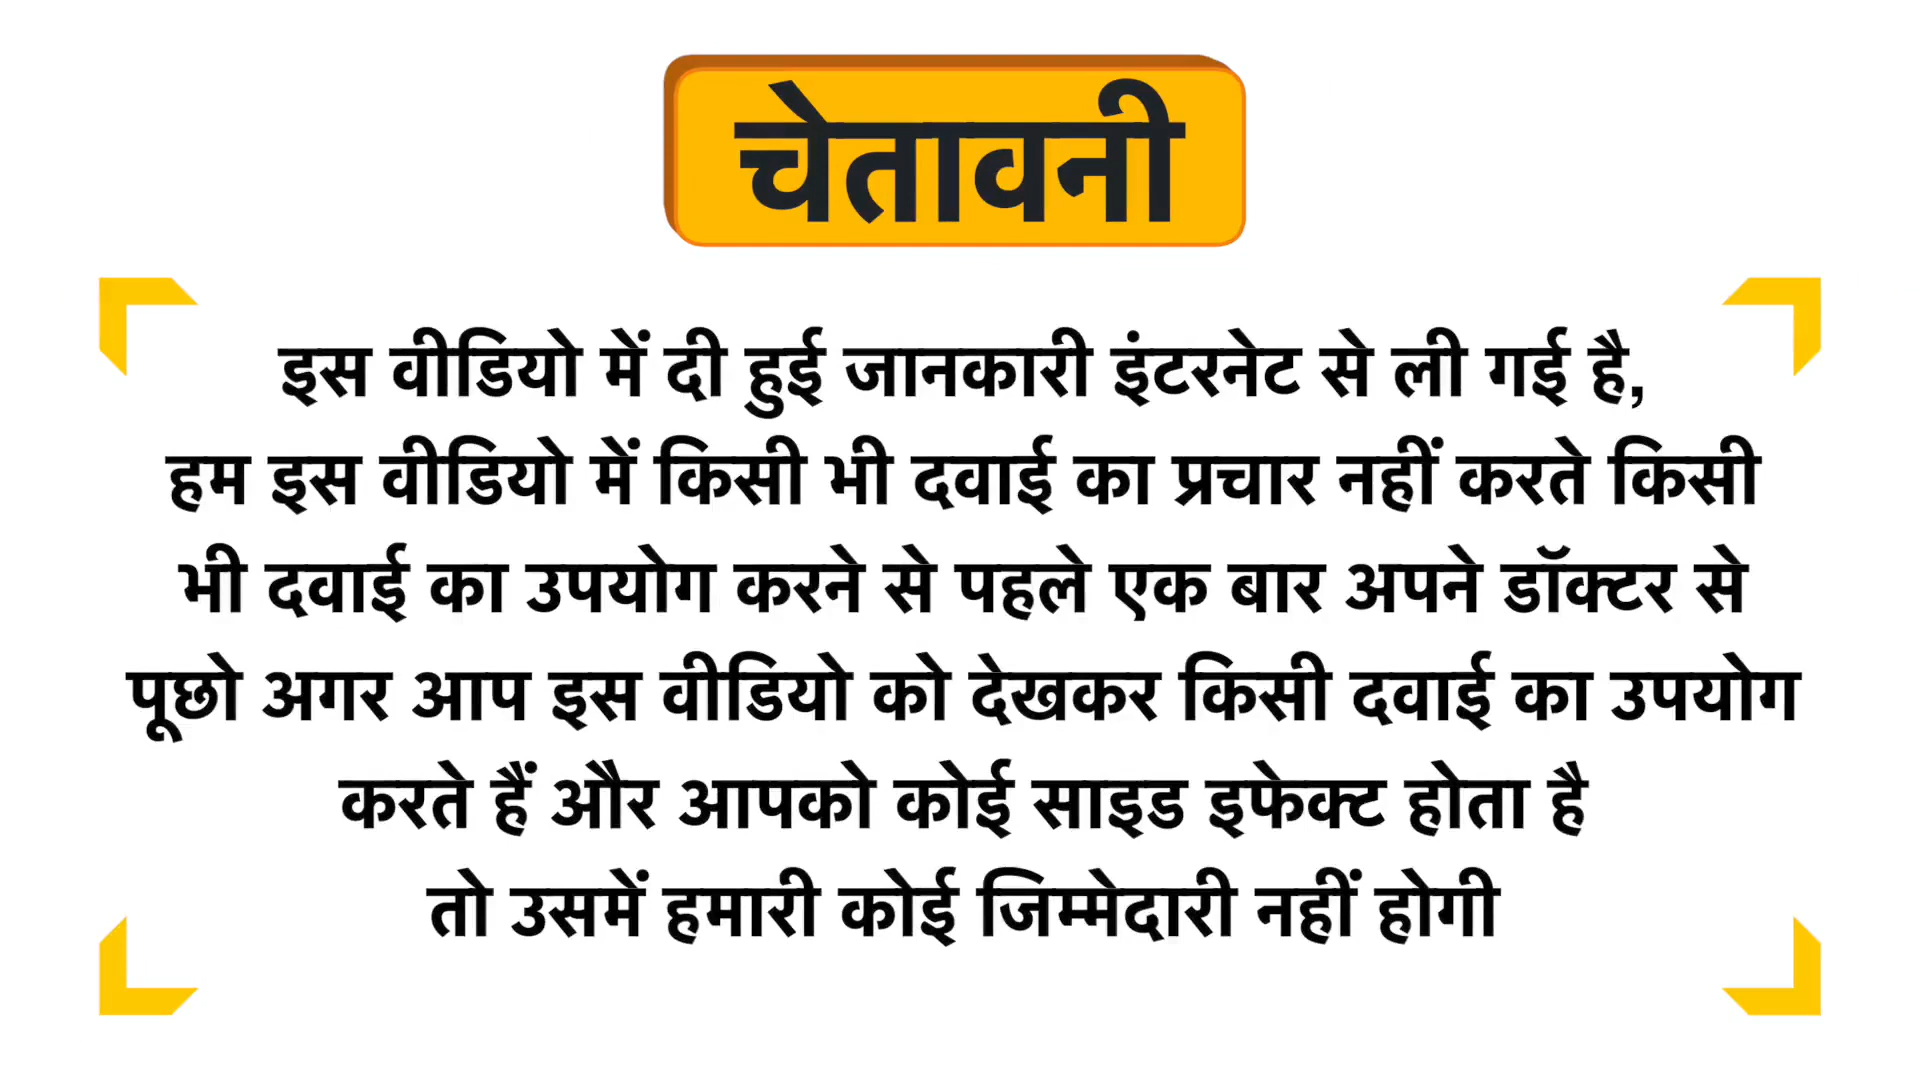 चेतावनी
इस वीडियो में दी हुई जानकारी इंटरनेट से ली गई है,
हम इस वीडियो में किसी भी दवाई का प्रचार नहीं करते किसी
भी दवाई का उपयोग करने से पहले एक बार अपने डॉक्टर से
पूछो अगर आप इस वीडियो को देखकर किसी दवाई का उपयोग
करते हैं और आपको कोई साइड इफेक्ट होता है
तो उसमें हमारी कोई जिम्मेदारी नहीं होगी